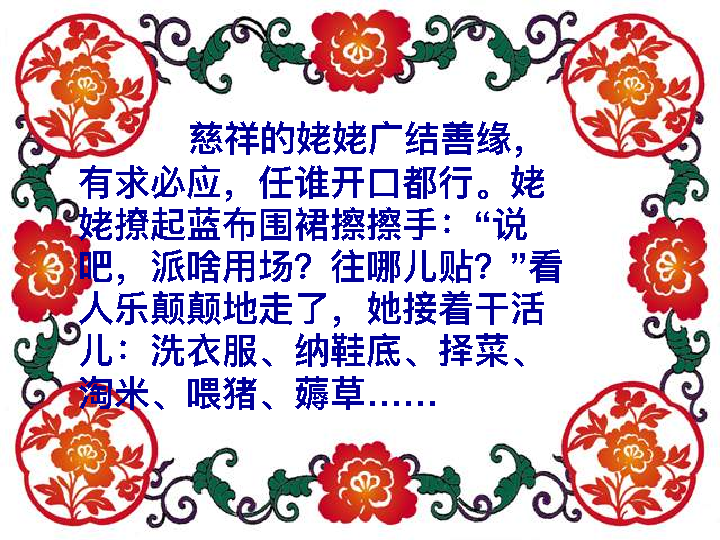 慈祥的姥姥广结善缘，
有求必应，任谁开口都行。姥
姥撩起蓝布围裙擦擦手：“说
吧，派啥用场？往哪儿贴？”看
人乐颠颠地走了，她接着干活
儿：洗衣服、纳鞋底、择菜、
淘米、喂猪、薅草……